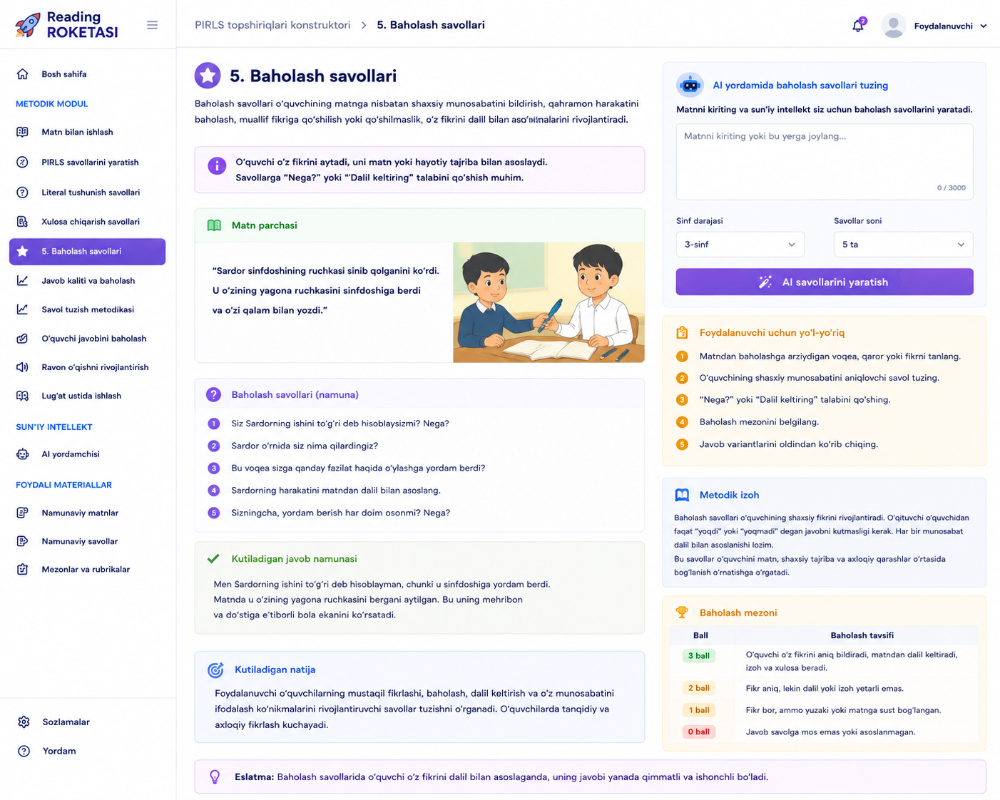 Reading
ROKETASI
Bosh sahifa
METODIK MODUL
Matn bilan ishlash
PIRLS savollarini yaratish
Literal tushunish savollari
Xulosa chiqarish savollari
5. Baholash savollari
Javob kaliti va baholash
Savol tuzish metodikasi
O‘quvchi javobini baholash
Ravon o‘qishni rivojlantirish
Lug‘at ustida ishlash
SUN'IY INTELLEKT
AI yordamchisi
FOYDALI MATERIALLAR
Namunaviy matnlar
Namunaviy savollar
Mezonlar va rubrikalar
Sozlamalar
Yordam
PIRLS topshiriqlari konstruktori > 5. Baholash savollari
2
Foydalanuvchi
5. Baholash savollari
Baholash savollari o‘quvchining matnga nisbatan shaxsiy munosabatini bildirish, qahramon harakatini
baholash, muallif fikriga qo‘shilish yoki qo‘shilmaslik, o‘z fikrini dalil bilan rivojlantiradi.
O‘quvchi o‘z fikrini aytadi, uni matn yoki hayotiy tajriba bilan asoslaydi.
Savollarga “Nega?” yoki “'Dalil keltiring” talabini qo‘shish muhim.
Matn parchasi
“Sardor sinfdoshining ruchkasi sinib qolganini ko‘rdi.
U o‘zining yagona ruchkasini sinfdoshiga berdi
va o‘zi qalam bilan yozdi.”
Baholash savollari (namuna)
1 Siz Sardorning ishini to‘g‘ri deb hisoblaysizmi? Nega?
2 Sardor o‘rnida siz nima qilardingiz?
3 Bu voqea sizga qanday fazilat haqida o‘ylashga yordam berdi?
4 Sardorning harakatini matndan dalil bilan asoslang.
5 Sizningcha, yordam berish har doim osonmi? Nega?
Kutiladigan javob namunasi
Men Sardorning ishini to‘g‘ri deb hisoblayman, chunki u sinfdoshiga yordam berdi.
Matnda u o‘zining yagona ruchkasini bergani aytilgan. Bu uning mehribon
va do‘stiga e’tiborli bola ekanini ko‘rsatadi.
Kutiladigan natija
Foydalanuvchi o‘quvchilarning mustaqil fikrlashi, baholash, dalil keltirish va o‘z munosabatini
ifodalash ko‘nikmalarini rivojlantiruvchi savollar tuzishni o‘rganadi. O‘quvchilarda tanqidiy va
axloqiy fikrlash kuchayadi.
Eslatma: Baholash savollarida o‘quvchi o‘z fikrini dalil bilan asoslaganda, uning javobi yanada qimmatli va ishonchli bo‘ladi.
AI yordamida baholash savollari tuzing
Matnni kiriting va sun’iy intellekt siz uchun baholash savollarini yaratadi.
Matnni kiriting yoki bu yerga joylang...
0 / 3000
Sinf darajasi
Savollar soni
3-sinf
5 ta
AI savollarini yaratish
Foydalanuvchi uchun yo‘l-yo‘riq
1 Matndan baholashga arziydigan voqea, qaror yoki fikrni tanlang.
2 O‘quvchining shasxiy munosabatini aniqlovchi savol tuzing.
3 “Nega?” yoki “Dalil keltiring” talabini qo‘shing.
4 Baholash mezonini belgilang.
5 Javob variantlarini oldindan ko‘rib chiqing.
Metodik izoh
Baholash savollari o‘quvchining shaxsiy fikrini rivojlantiradi. O‘qituvchi o‘quvchidan
faqat “yoqdi” yoki “yoqmadi” degan javobni kutmasligi kerak. Har bir munosabat
dalil bilan asoslanishi lozim.
Bu savollar o‘quvchini matn, shaxsiy tajriba va axloqiy qarashlar o‘rtasida
bog‘lanish o‘rnatishga o‘rgatadi.
Baholash mezoni
Ball Baholash tavsifi
3 ball O‘quvchi o‘z fikrini aniq bildiradi, matndan dalil keltiradi,
izoh va xulosa beradi.
2 ball Fikr aniq, lekin dalil yoki izoh yetarli emas.
1 ball Fikr bor, ammo yuzaki yoki matnga sust bog‘langan.
0 ball Javob savolga mos emas yoki asoslanmagan.